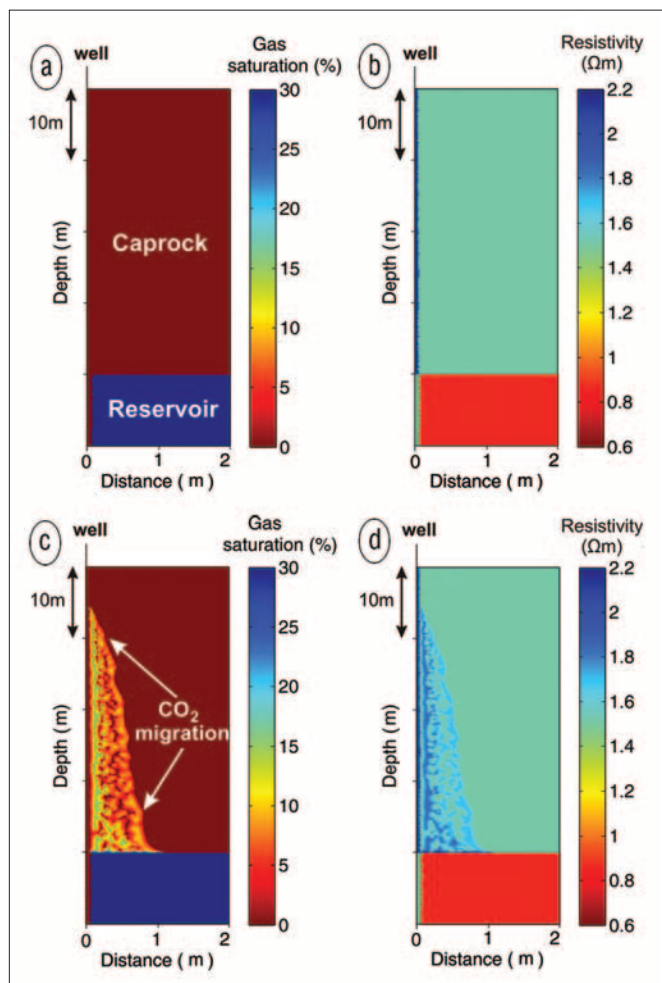 a
well
Gas
saturation (%)
10m
Depth (m)
Caprock
Reservoir
0
1
2
Distance ( m )
30
25
20
15
10
5
0
b
well
Resistivity
(Ωm)
10m
Depth (m)
0
1
2
Distance ( m )
2.2
2
1.8
1.6
1.4
1.2
1
0.8
0.6
c
well
Gas
saturation (%)
10m
Depth (m)
CO₂
migration
0
1
2
Distance ( m )
30
25
20
15
10
5
0
d
well
Resistivity
(Ωm)
10m
Depth (m)
0
1
2
Distance ( m )
2.2
2
1.8
1.6
1.4
1.2
1
0.8
0.6